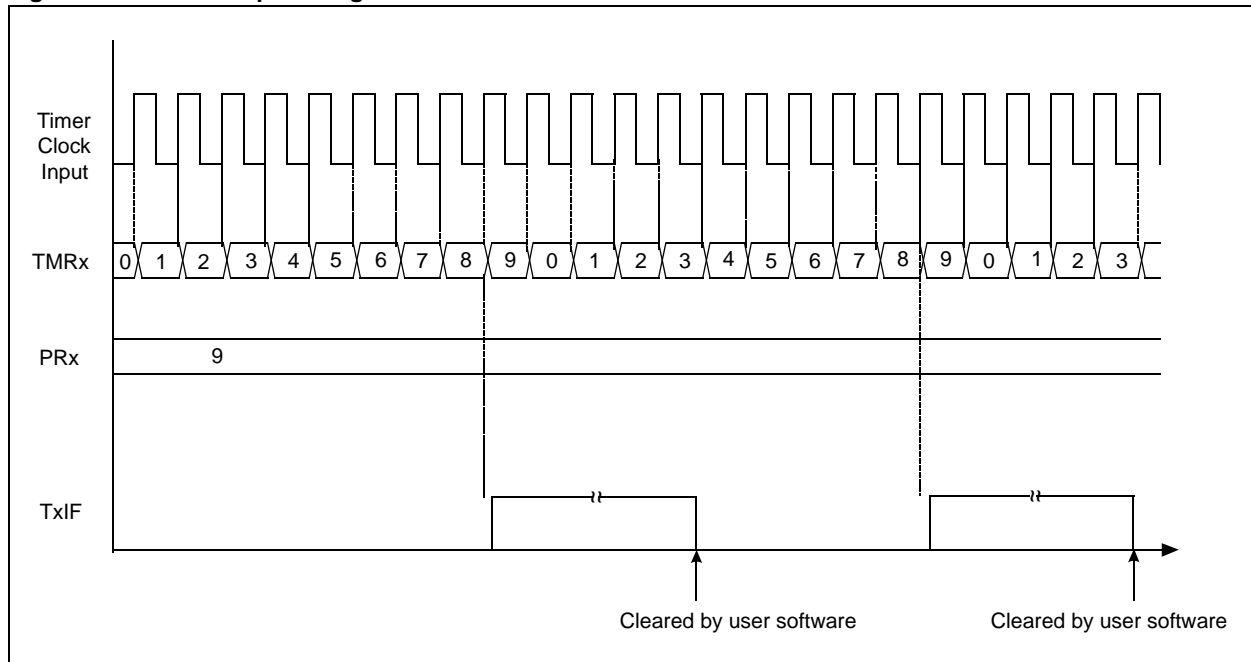 Timer
Clock
Input
TMRx 0 1 2 3 4 5 6 7 8 9 0 1 2 3 4 5 6 7 8 9 0 1 2 3
PRx 9
TxIF
Cleared by user software Cleared by user software